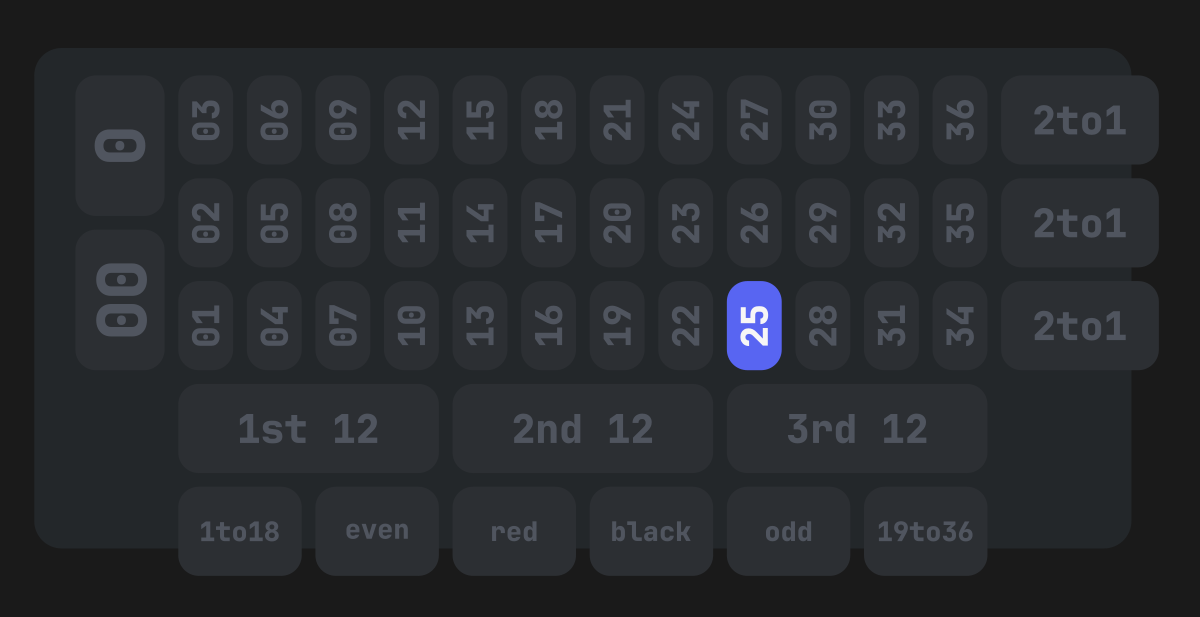 0
00
03 06 09 12 15 18 21 24 27 30 33 36 2to1
02 05 08 11 14 17 20 23 26 29 32 35 2to1
01 04 07 10 13 16 19 22 25 28 31 34 2to1
1st 12 2nd 12 3rd 12
1to18 even red black odd 19to36